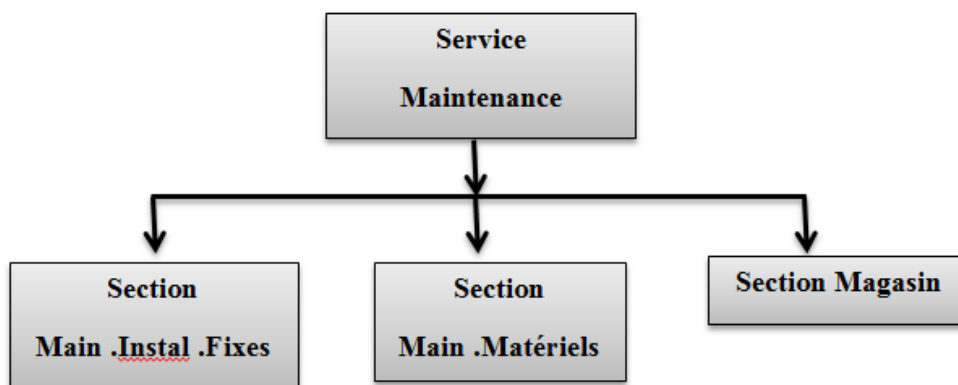 Service
Maintenance
Section
Main .Instal .Fixes
Section
Main .Matériels
Section Magasin